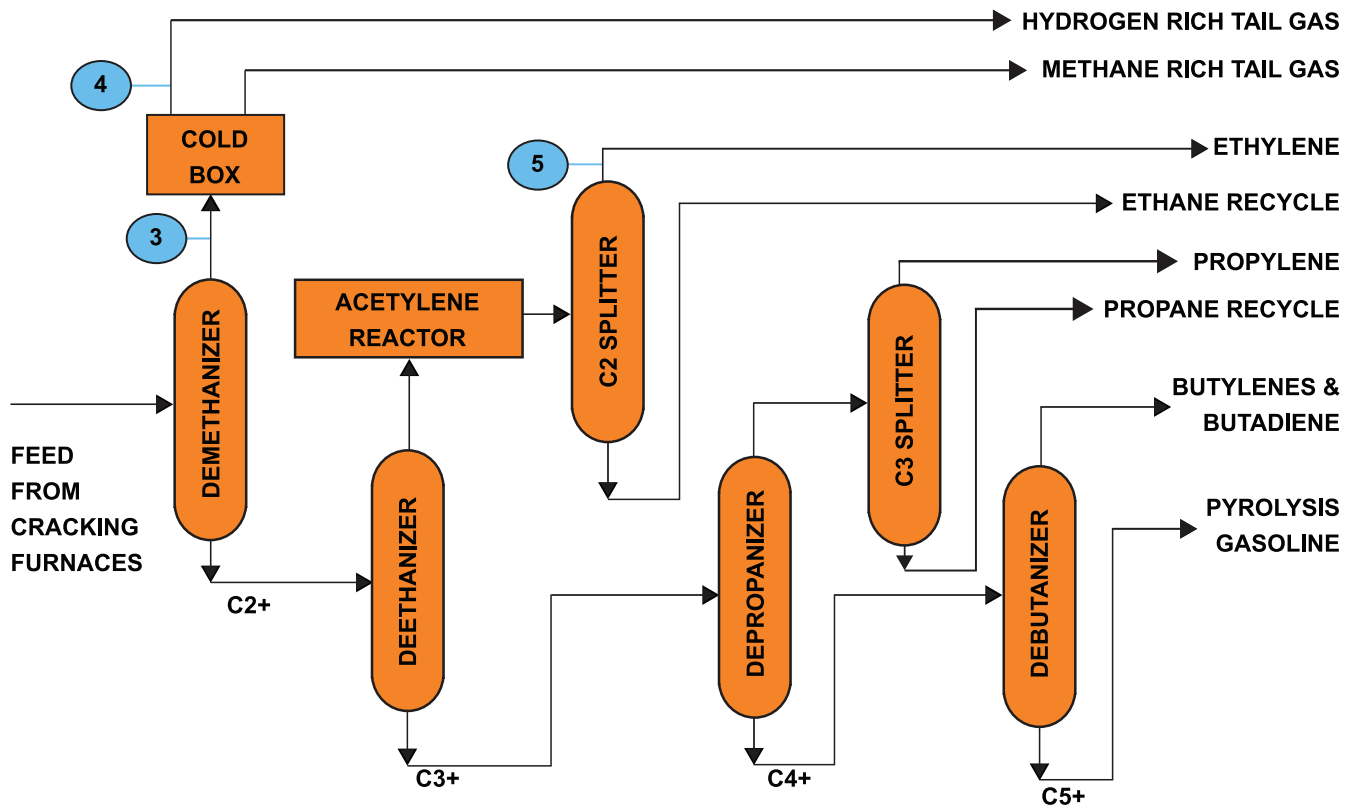 HYDROGEN RICH TAIL GAS
METHANE RICH TAIL GAS
4
COLD
BOX
5
ETHYLENE
3
ETHANE RECYCLE
C2 SPLITTER
PROPYLENE
ACETYLENE
REACTOR
PROPANE RECYCLE
DEMETHANIZER
C3 SPLITTER
BUTYLENES &
BUTADIENE
FEED
FROM
CRACKING
FURNACES
PYROLYSIS
GASOLINE
DEETHANIZER
DEPROPANIZER
DEBUTANIZER
C2+
C3+
C4+
C5+